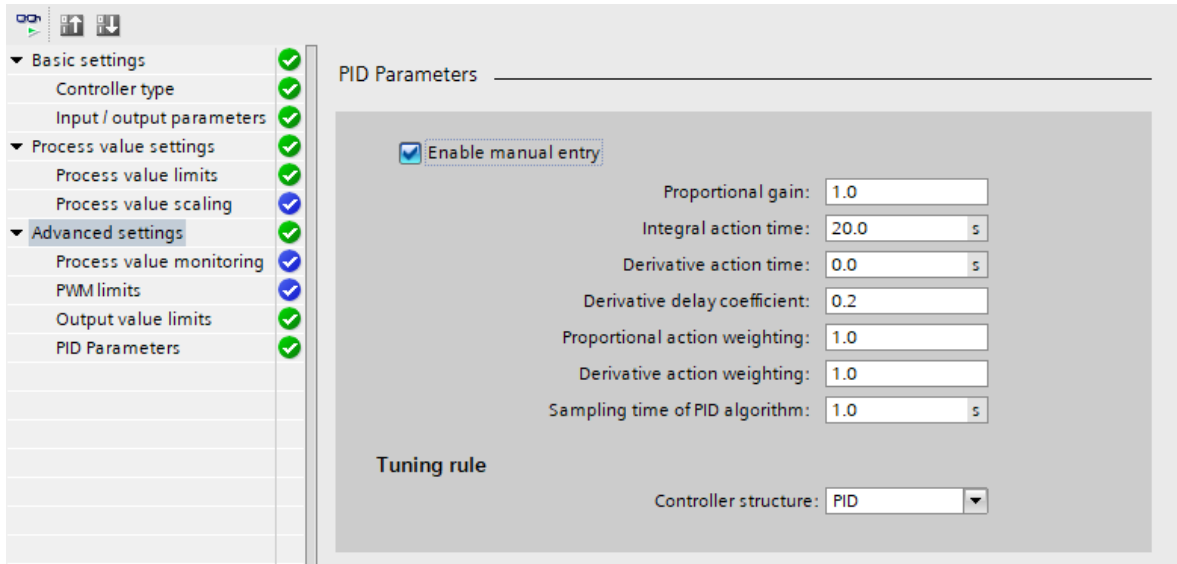 Basic settings
Controller type
Input / output parameters
Process value settings
Process value limits
Process value scaling
Advanced settings
Process value monitoring
PWM limits
Output value limits
PID Parameters
PID Parameters
Enable manual entry
Proportional gain: 1.0
Integral action time: 20.0 s
Derivative action time: 0.0 s
Derivative delay coefficient: 0.2
Proportional action weighting: 1.0
Derivative action weighting: 1.0
Sampling time of PID algorithm: 1.0 s
Tuning rule
Controller structure: PID